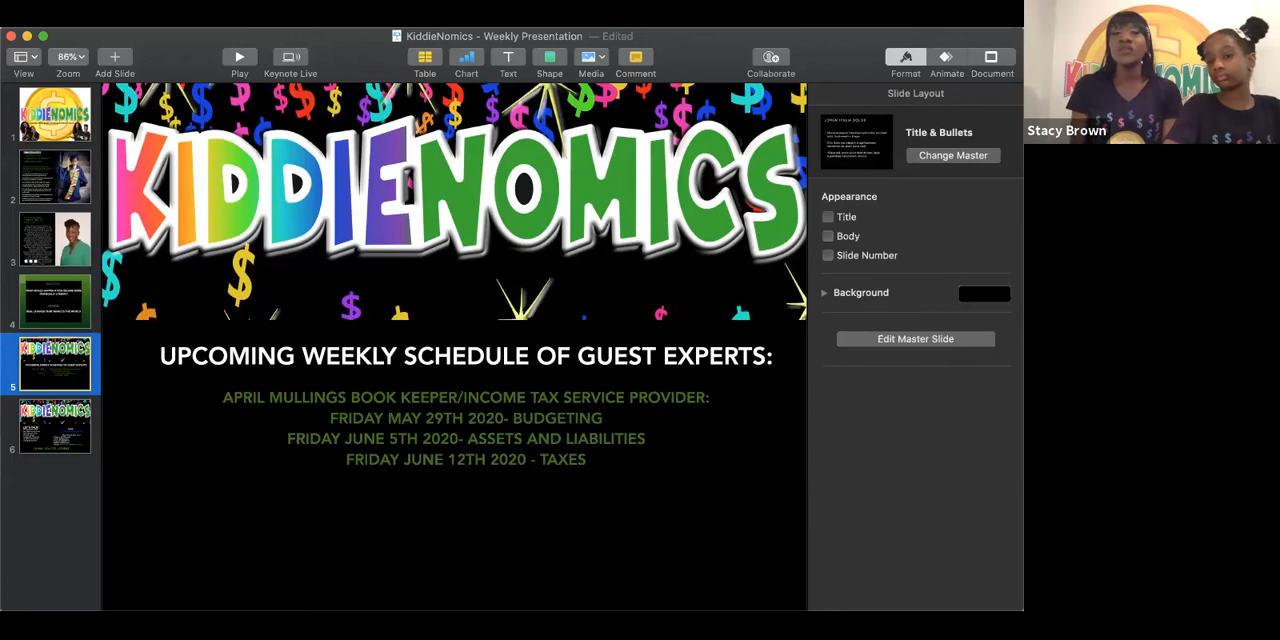 KiddieNomics - Weekly Presentation — Edited
86%
View
Zoom
Add Slide
Play
Keynote Live
Table
Chart
Text
Shape
Media
Comment
Collaborate
Format
Animate
Document
Slide Layout
Title & Bullets
Change Master
Appearance
Title
Body
Slide Number
Background
Edit Master Slide
1
KIDDIENOMICS
2
3
4
5
KIDDIENOMICS
6
KIDDIENOMICS
KIDDIENOMICS
UPCOMING WEEKLY SCHEDULE OF GUEST EXPERTS:
APRIL MULLINGS BOOK KEEPER/INCOME TAX SERVICE PROVIDER:
FRIDAY MAY 29TH 2020- BUDGETING
FRIDAY JUNE 5TH 2020- ASSETS AND LIABILITIES
FRIDAY JUNE 12TH 2020 - TAXES
Stacy Brown